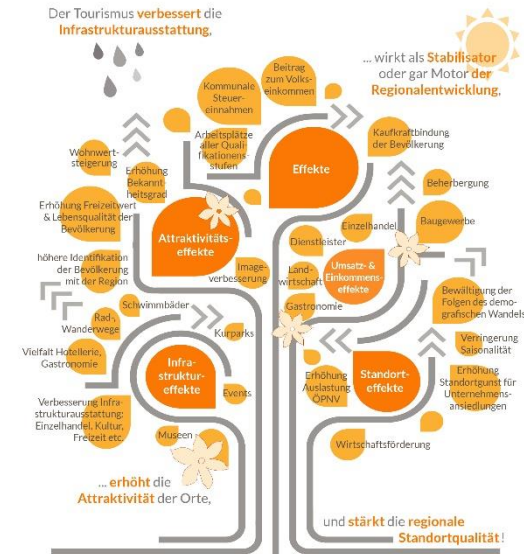 Der Tourismus verbessert die
Infrastrukturausstattung,
... wirkt als Stabilisator
oder gar Motor der
Regionalentwicklung,
Beitrag
zum Volks-
einkommen
Kommunale
Steuer-
einnahmen
Arbeitsplätze
aller Quali-
fikationens-
stufen
Effekte
Kaufkraftbindung
der Bevölkerung
Wohnwert-
steigerung
Erhöhung
Bekannt-
heitsgrad
Beherbergung
Erhöhung Freizeitwert
& Lebensqualität der
Bevölkerung
Attraktivitäts-
effekte
Einzelhandel
Baugewerbe
Dienstleister
höhere Identifikation
der Bevölkerung
mit der Region
Image-
verbesserung
Land-
wirtschaft
Umsatz- &
Einkommens-
effekte
Gastronomie
Bewältigung der
Folgen des demo-
grafischen Wandels
Schwimmbäder
Rad-,
Wanderwege
Kurparks
Verringerung
Saisonalität
Vielfalt Hotellerie,
Gastronomie
Infra-
struktur-
effekte
Events
Erhöhung
Auslastung
ÖPNV
Standort-
effekte
Erhöhung
Standortgunst für
Unternehmens-
ansiedlungen
Verbesserung Infra-
strukturausstattung:
Einzelhandel, Kultur,
Freizeit etc.
Museen
Wirtschaftsförderung
... erhöht die
Attraktivität der Orte,
und stärkt die regionale
Standortqualität!